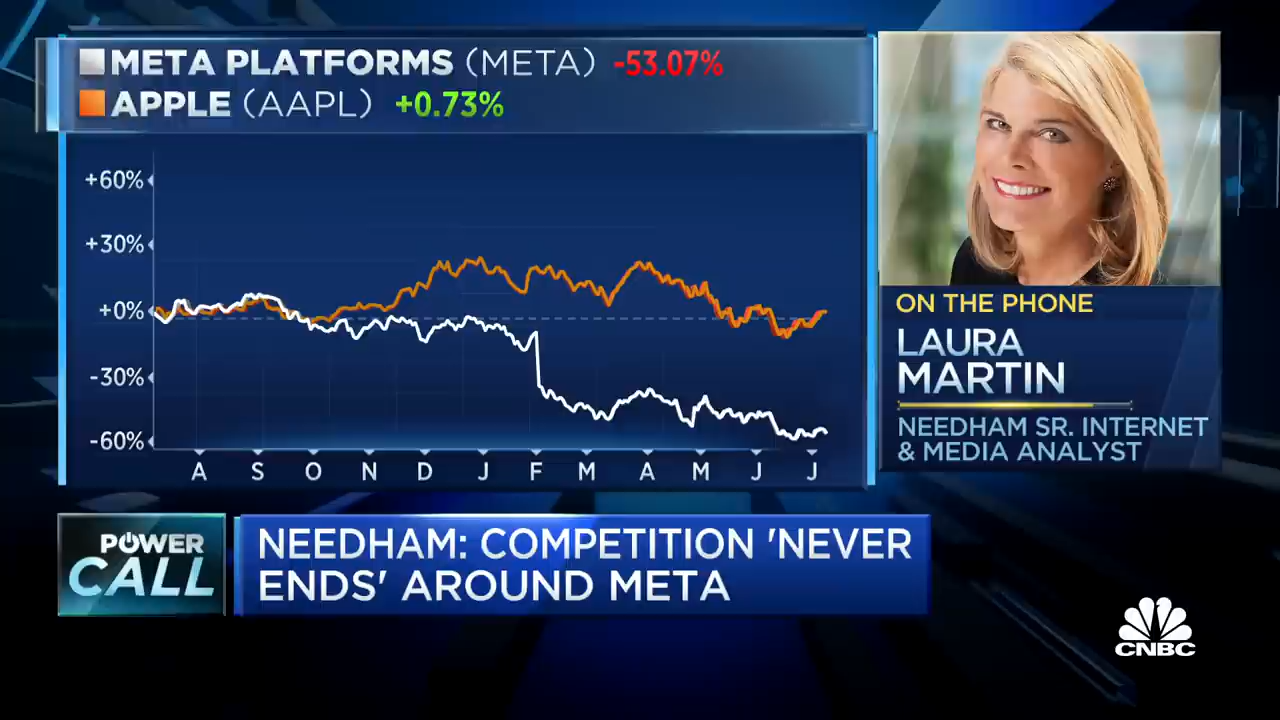 META PLATFORMS (META) -53.07%
APPLE (AAPL) +0.73%
+60%
+30%
+0%
-30%
-60%
A S O N D J F M A M J J
ON THE PHONE
LAURA
MARTIN
NEEDHAM SR. INTERNET
& MEDIA ANALYST
POWER
CALL
NEEDHAM: COMPETITION 'NEVER
ENDS' AROUND META
CNBC